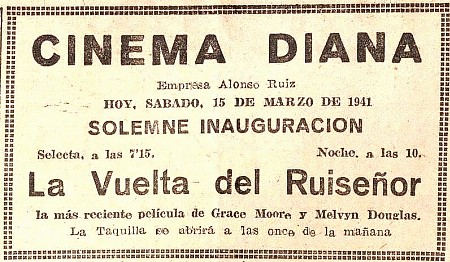 CINEMA DIANA
Empresa Alonso Ruiz
HOY, SABADO, 15 DE MARZO DE 1941
SOLEMNE INAUGURACION
Selecta, a las 7'15. Noche, a las 10.
La Vuelta del Ruiseñor
la más reciente película de Grace Moore y Melvyn Douglas.
La Taquilla se abrirá a las once de la mañana